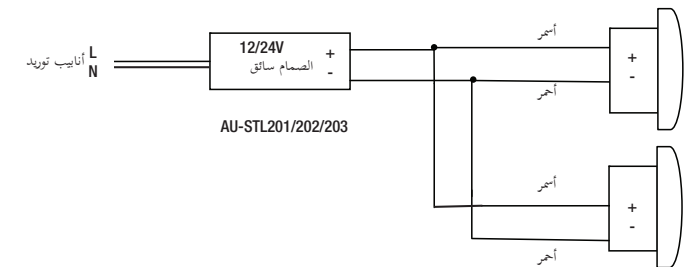 أسمر
12/24V
+
-
الصمام سائق
L
N
أنابيب توريد
+
-
أحمر
AU-STL201/202/203
أسمر
+
-
أحمر